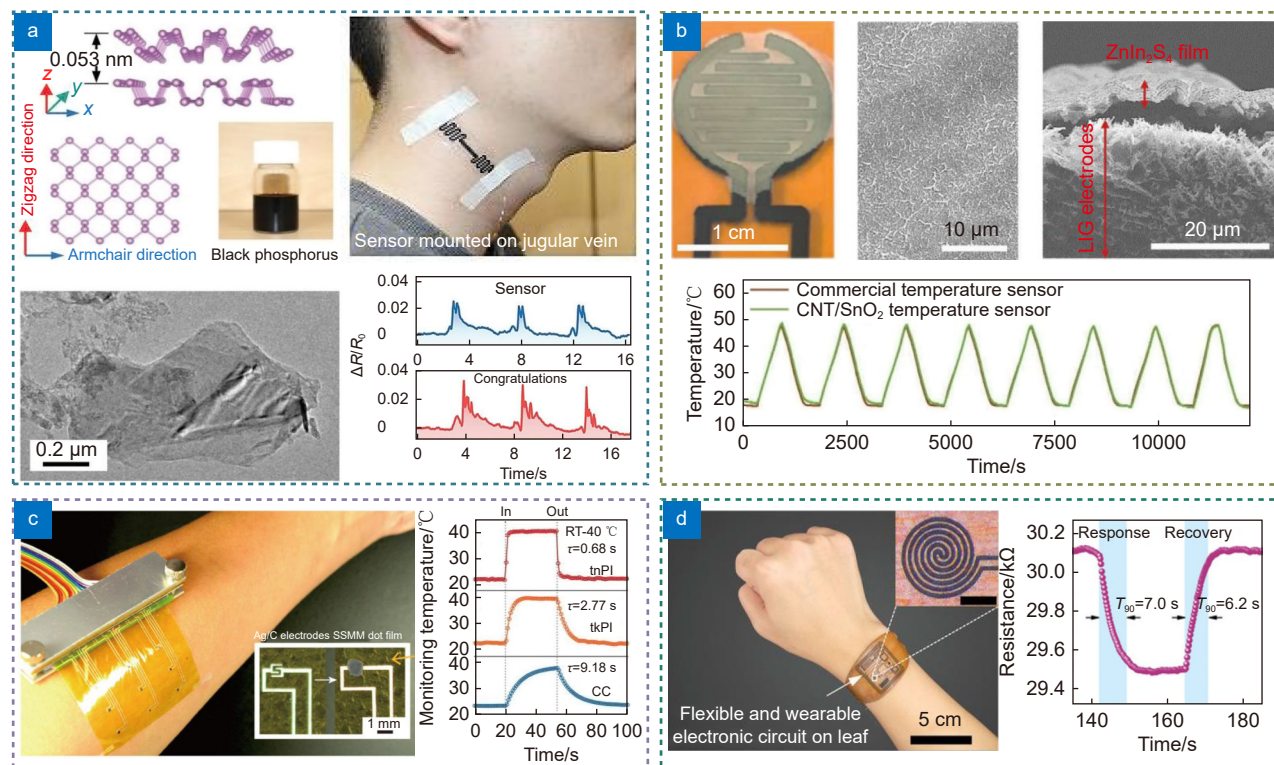 a
0.053 nm
z
y
x
Zigzag direction
Armchair direction
Black phosphorus
Sensor mounted on jugular vein
0.2 μm
ΔR/R0
0.04
Sensor
0.02
0
0 4 8 12 16
0.04
Congratulations
0.02
0
0 4 8 12 16
Time/s
b
1 cm
10 μm
ZnIn2S4 film
LIG electrodes
20 μm
Temperature/℃
60
50
40
30
20
10
Commercial temperature sensor
CNT/SnO2 temperature sensor
0 2500 5000 7500 10000
Time/s
c
Ag/C electrodes SSMM dot film
1 mm
Monitoring temperature/℃
In Out
40
30
20
RT-40 ℃
τ=0.68 s
tnPI
40
30
20
τ=2.77 s
tkPI
40
30
20
τ=9.18 s
CC
0 20 40 60 80 100
Time/s
d
Flexible and wearable
electronic circuit on leaf
5 cm
Resistance/kΩ
30.1
30.0
29.8
29.6
29.4
Response Recovery
T90=7.0 s T90=6.2 s
140 160 180
Time/s